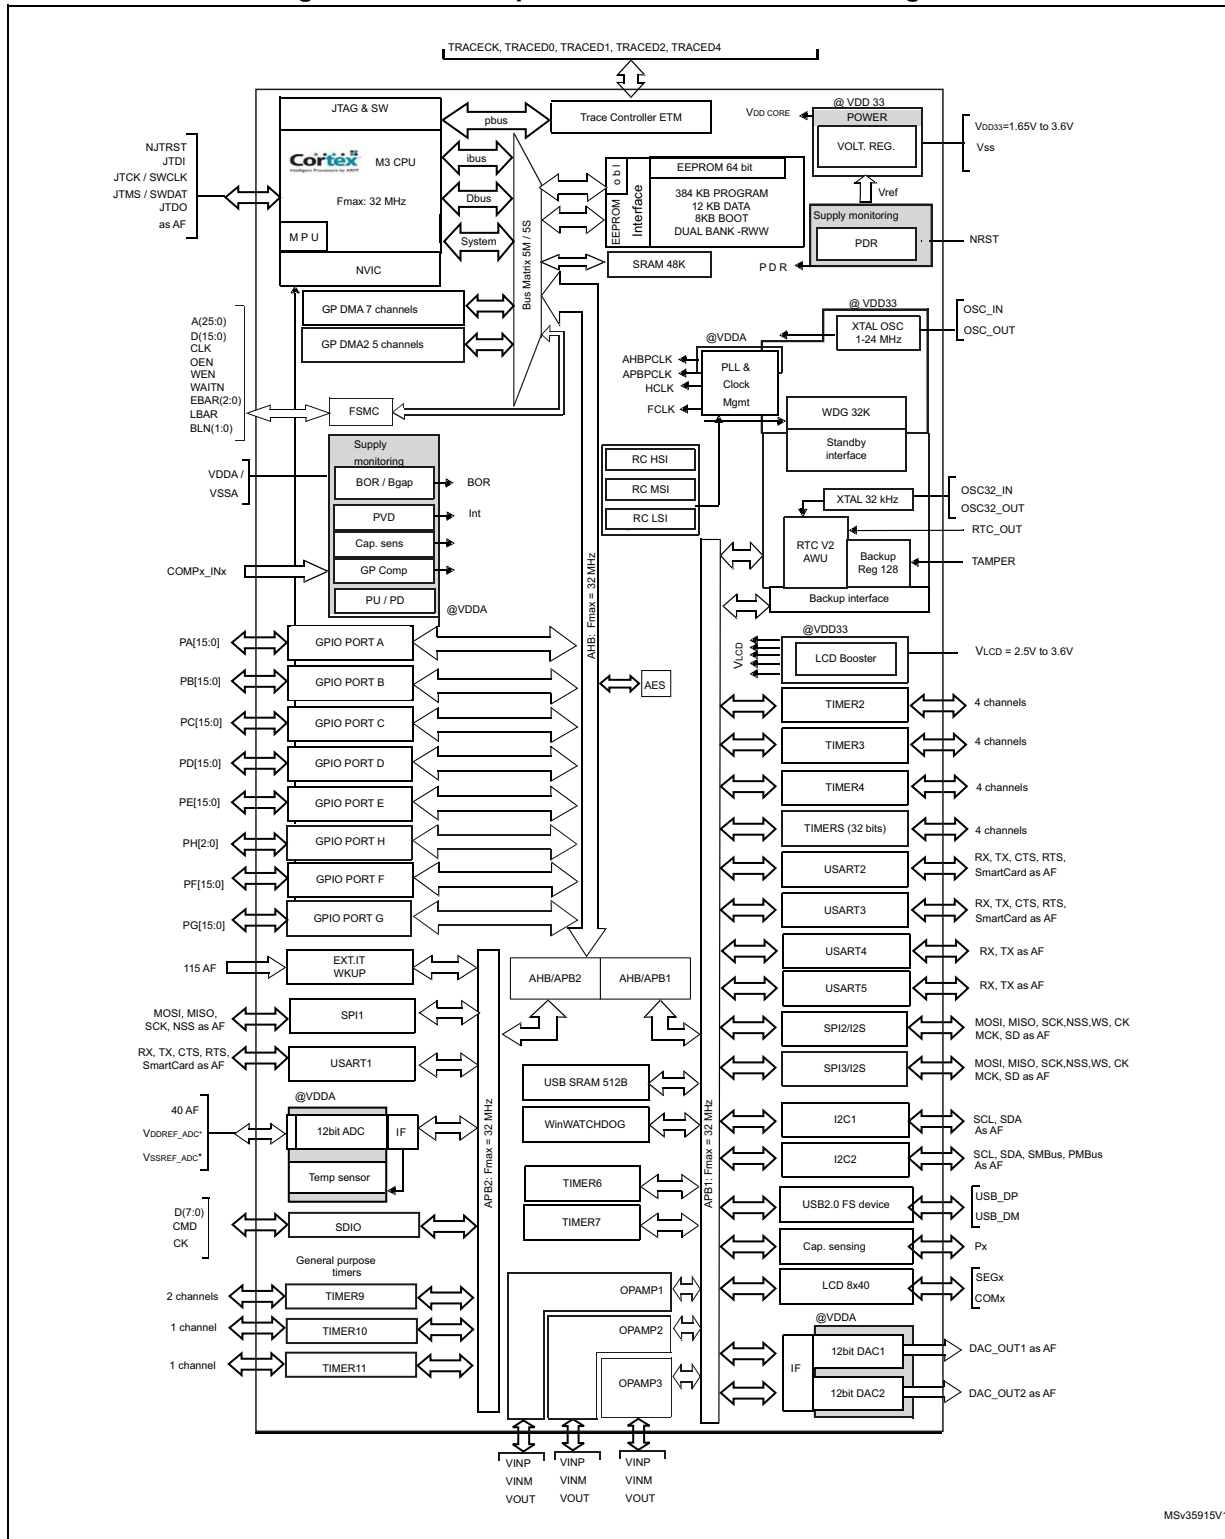 TRACECK, TRACED0, TRACED1, TRACED2, TRACED4
JTAG & SW
pbus
Trace Controller ETM
VDD CORE
@ VDD 33
POWER
VOLT. REG.
VDD33=1.65V to 3.6V
Vss
NJTRST
JTDI
JTCK / SWCLK
JTMS / SWDAT
JTDO
as AF
Cortex
Intelligent Processors by ARM
M3 CPU
Fmax: 32 MHz
M P U
NVIC
ibus
Dbus
System
Bus Matrix 5M / 5S
EEPROM
Interface
o b l
EEPROM 64 bit
384 KB PROGRAM
12 KB DATA
8KB BOOT
DUAL BANK -RWW
SRAM 48K
Vref
Supply monitoring
PDR
NRST
P D R
GP DMA 7 channels
GP DMA2 5 channels
A(25:0)
D(15:0)
CLK
OEN
WEN
WAITN
EBAR(2:0)
LBAR
BLN(1:0)
FSMC
@VDDA
AHBPCLK
APBPCLK
HCLK
FCLK
PLL &
Clock
Mgmt
@ VDD33
XTAL OSC
1-24 MHz
OSC_IN
OSC_OUT
WDG 32K
Standby
interface
RC HSI
RC MSI
RC LSI
Supply
monitoring
BOR / Bgap
BOR
PVD
Int
Cap. sens
GP Comp
PU / PD
@VDDA
VDDA /
VSSA
COMPx_INx
XTAL 32 kHz
OSC32_IN
OSC32_OUT
RTC V2
AWU
RTC_OUT
Backup
Reg 128
TAMPER
Backup interface
AHB: Fmax = 32 MHz
PA[15:0]
GPIO PORT A
PB[15:0]
GPIO PORT B
PC[15:0]
GPIO PORT C
PD[15:0]
GPIO PORT D
PE[15:0]
GPIO PORT E
PH[2:0]
GPIO PORT H
PF[15:0]
GPIO PORT F
PG[15:0]
GPIO PORT G
AES
@VDD33
VLCD
LCD Booster
VLCD = 2.5V to 3.6V
TIMER2
4 channels
TIMER3
4 channels
TIMER4
4 channels
TIMERS (32 bits)
4 channels
USART2
RX, TX, CTS, RTS,
SmartCard as AF
USART3
RX, TX, CTS, RTS,
SmartCard as AF
USART4
RX, TX as AF
USART5
RX, TX as AF
SPI2/I2S
MOSI, MISO, SCK,NSS,WS, CK
MCK, SD as AF
SPI3/I2S
MOSI, MISO, SCK,NSS,WS, CK
MCK, SD as AF
I2C1
SCL, SDA
As AF
I2C2
SCL, SDA, SMBus, PMBus
As AF
USB2.0 FS device
USB_DP
USB_DM
Cap. sensing
Px
LCD 8x40
SEGx
COMx
@VDDA
IF
12bit DAC1
DAC_OUT1 as AF
12bit DAC2
DAC_OUT2 as AF
115 AF
EXT.IT
WKUP
MOSI, MISO,
SCK, NSS as AF
SPI1
RX, TX, CTS, RTS,
SmartCard as AF
USART1
@VDDA
40 AF
VDDREF_ADC*
VSSREF_ADC*
12bit ADC
IF
Temp sensor
D(7:0)
CMD
CK
SDIO
General purpose
timers
2 channels
TIMER9
1 channel
TIMER10
1 channel
TIMER11
APB2: Fmax = 32 MHz
AHB/APB2
AHB/APB1
USB SRAM 512B
WinWATCHDOG
TIMER6
TIMER7
APB1: Fmax = 32 MHz
OPAMP1
OPAMP2
OPAMP3
VINP
VINM
VOUT
VINP
VINM
VOUT
VINP
VINM
VOUT
MSv35915V1